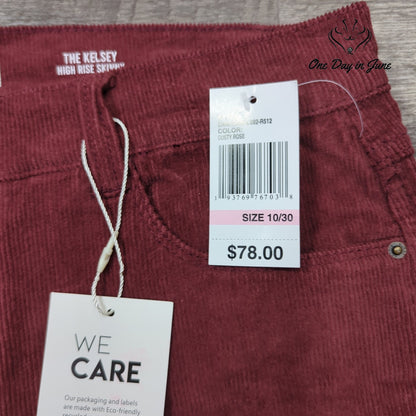 THE KELSEY
HIGH RISE SKINNY
One Day in June
COLOR:
DUSTY ROSE
SIZE 10/30
$78.00
WE
CARE
Our packaging and labels
are made with Eco-friendly